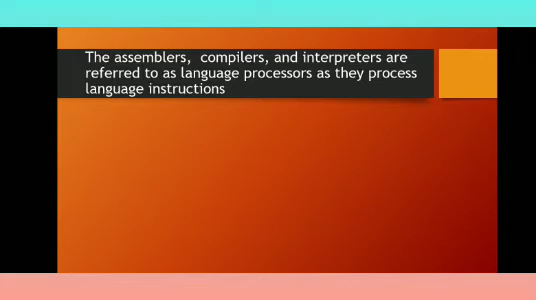 The assemblers,  compilers, and interpreters are
referred to as language processors as they process
language instructions